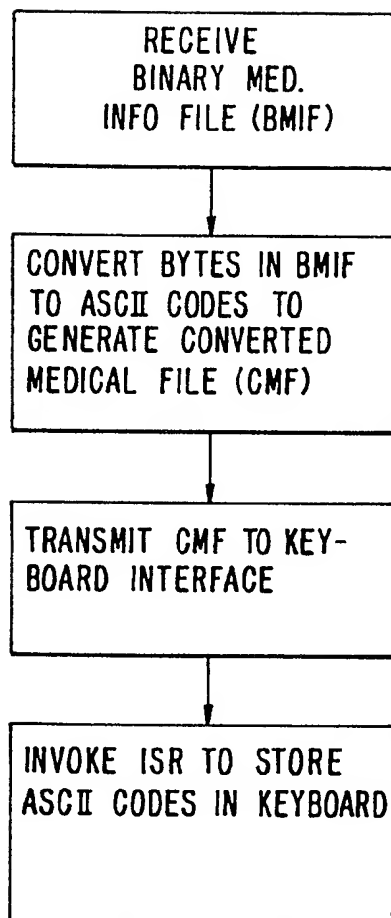 RECEIVE
BINARY MED.
INFO FILE (BMIF)
CONVERT BYTES IN BMIF
TO ASCII CODES TO
GENERATE CONVERTED
MEDICAL FILE (CMF)
TRANSMIT CMF TO KEY-
BOARD INTERFACE
INVOKE ISR TO STORE
ASCII CODES IN KEYBOARD